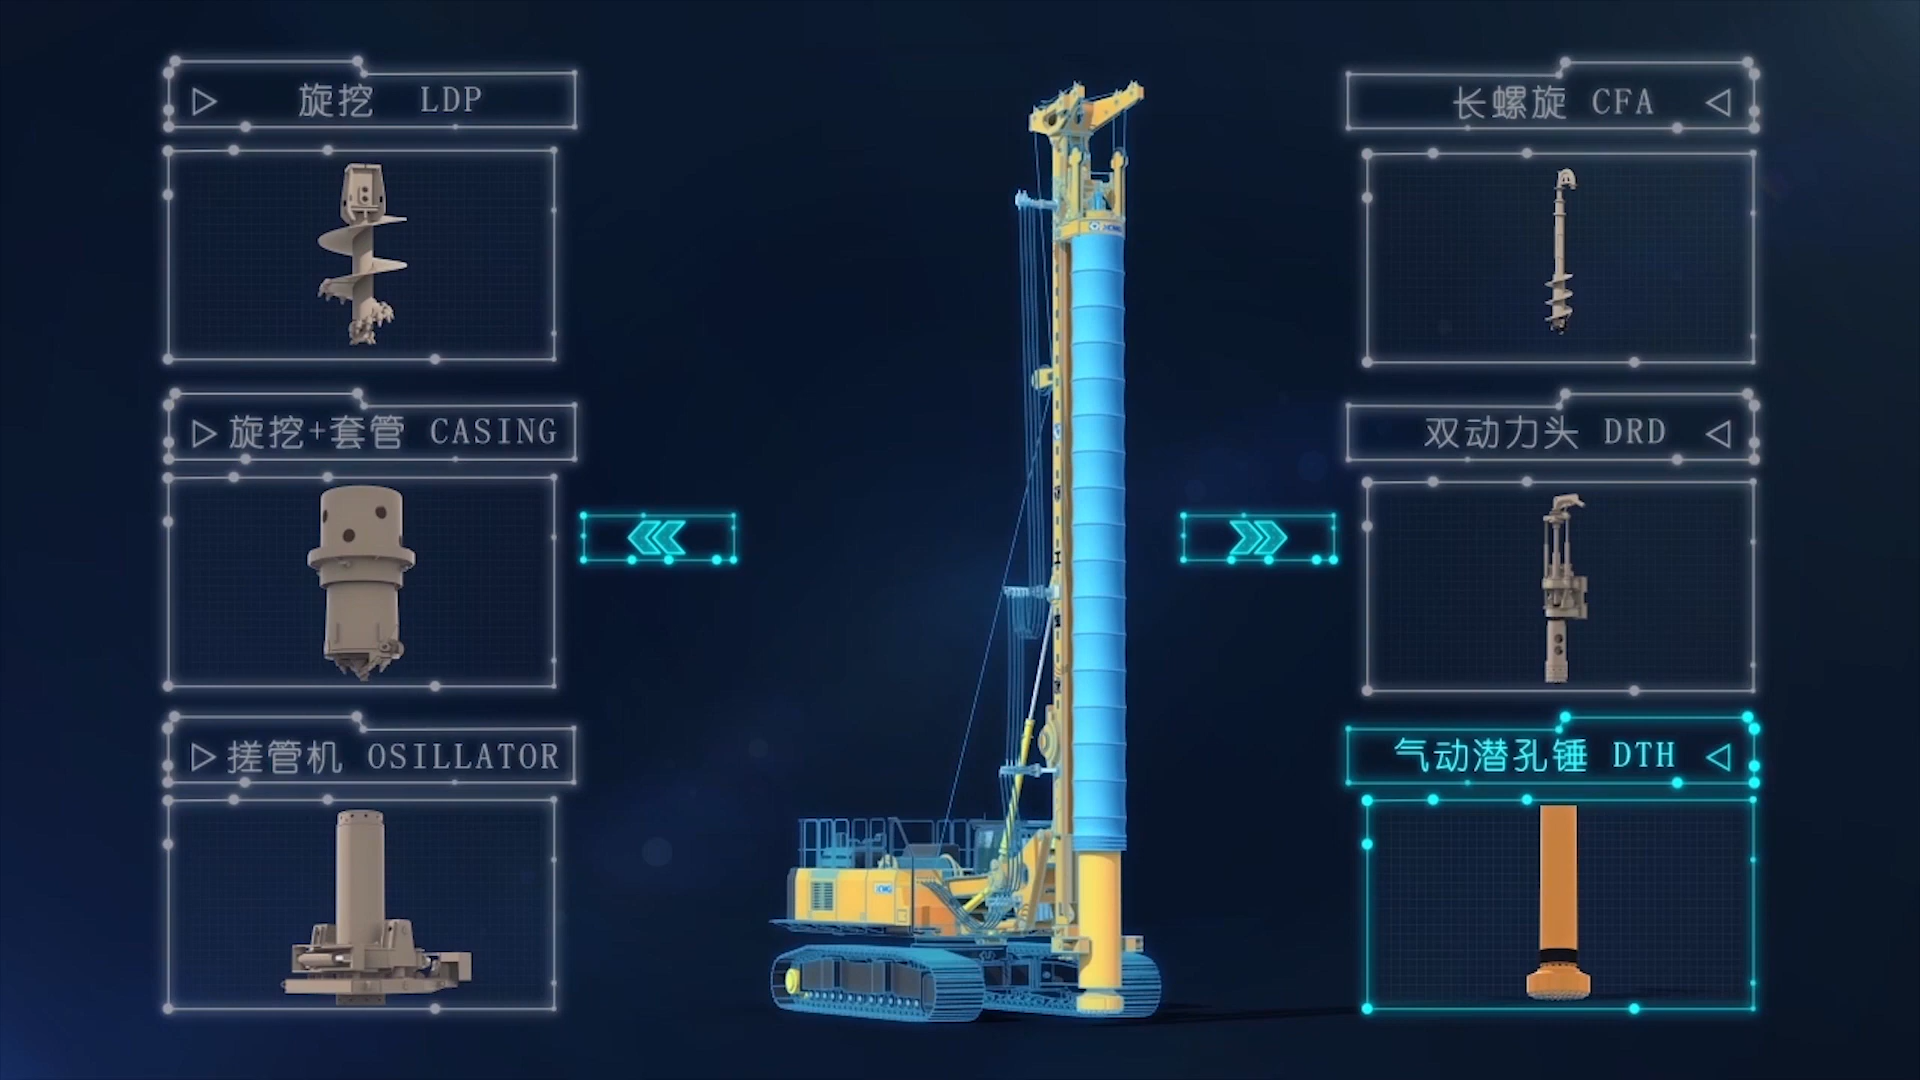 旋挖 LDP
旋挖+套管 CASING
搓管机 OSILLATOR
长螺旋 CFA
双动力头 DRD
气动潜孔锤 DTH
XCMG